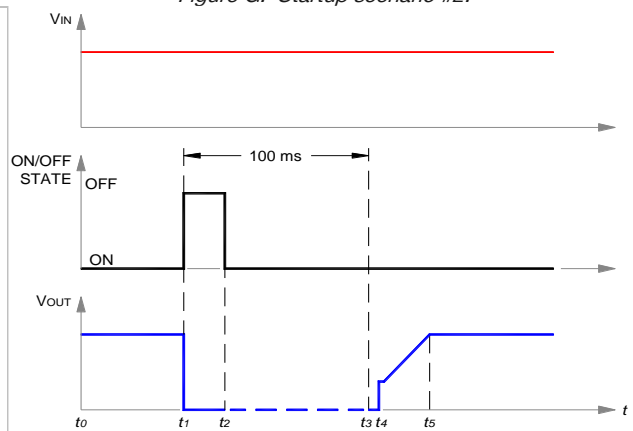 Figure G: Startup scenario #2.
VIN
100 ms
ON/OFF
STATE
OFF
ON
VOUT
t
t0 t1 t2 t3 t4 t5